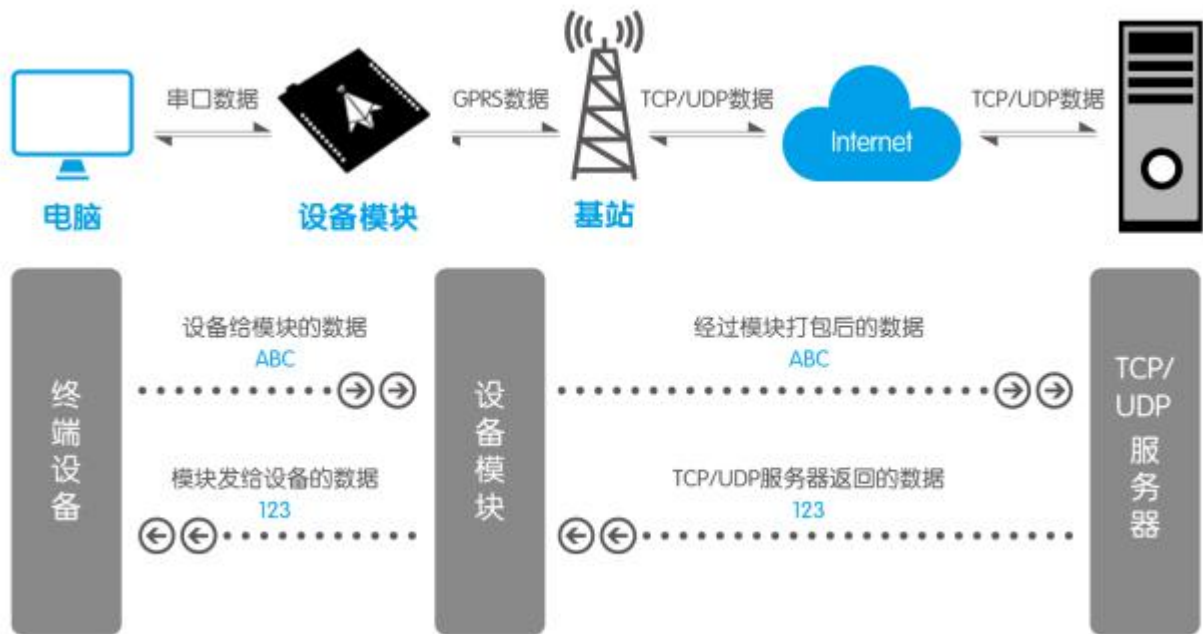 串口数据
GPRS数据
TCP/UDP数据
Internet
TCP/UDP数据
电脑
设备模块
基站
终端设备
设备给模块的数据
ABC
模块发给设备的数据
123
设备模块
经过模块打包后的数据
ABC
TCP/UDP服务器返回的数据
123
TCP/
UDP
服务器